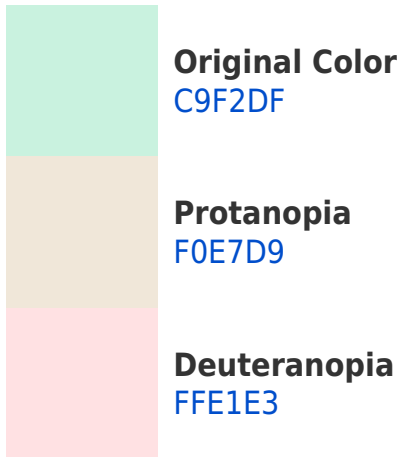 Original Color
C9F2DF
Protanopia
F0E7D9
Deuteranopia
FFE1E3